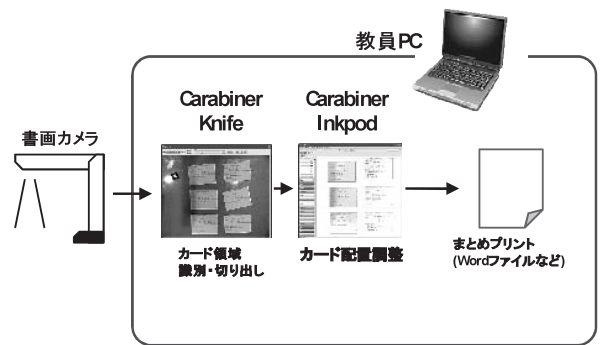 教員PC
Carabiner
Knife
Carabiner
Inkpod
書画カメラ
カード領域
識別・切り出し
カード配置調整
まとめプリント
(Wordファイルなど)